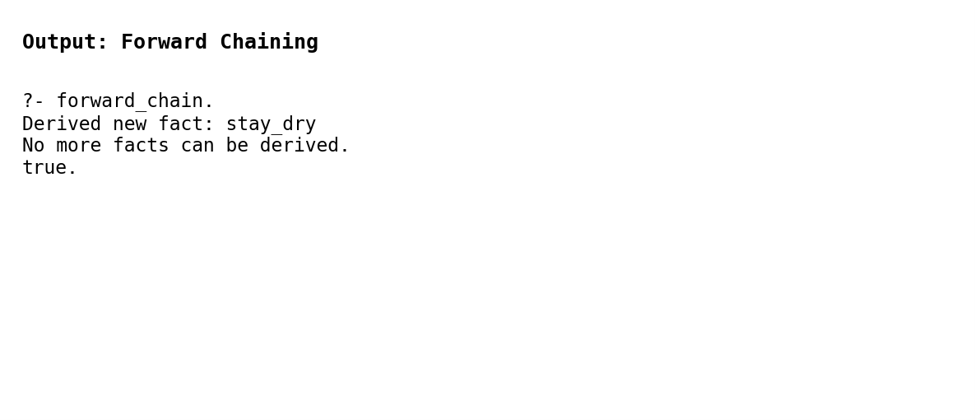 Output: Forward Chaining
?- forward_chain.
Derived new fact: stay_dry
No more facts can be derived.
true.